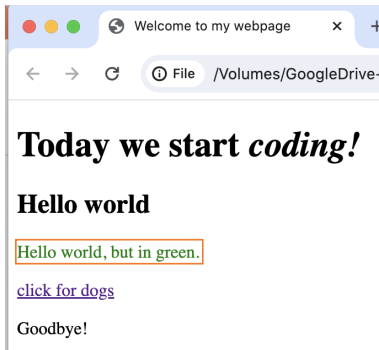 Welcome to my webpage
File /Volumes/GoogleDrive-
Today we start coding!
Hello world
Hello world, but in green.
click for dogs
Goodbye!